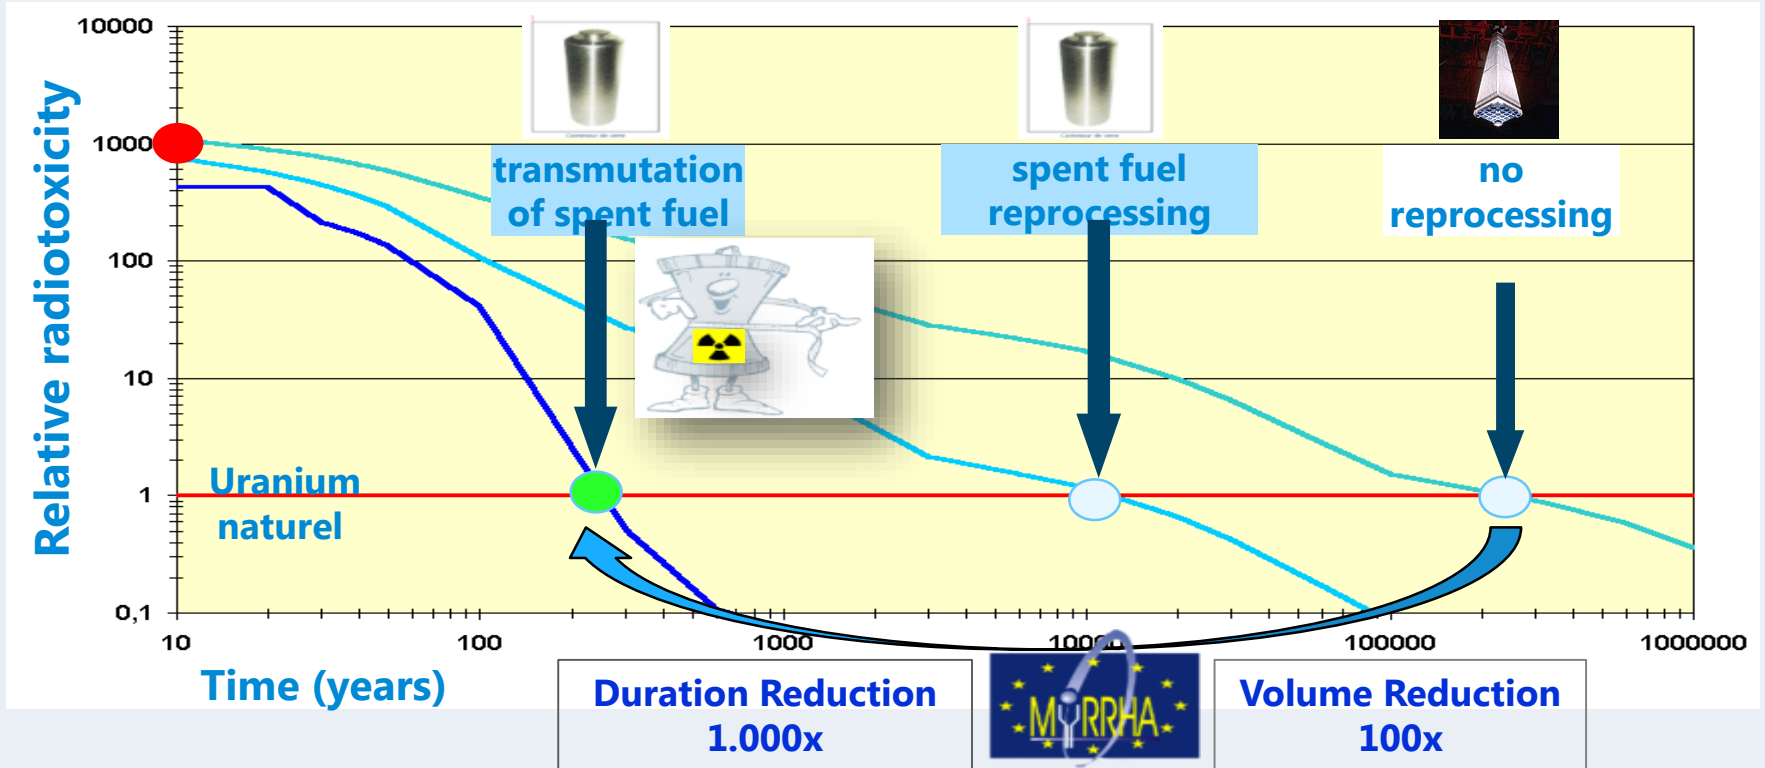 10000
1000
100
10
1
0,1
Relative radiotoxicity
transmutation
of spent fuel
spent fuel
reprocessing
no
reprocessing
Uranium
naturel
10
100
1000
100000
1000000
Time (years)
Duration Reduction
1.000x
MYRRHA
Volume Reduction
100x